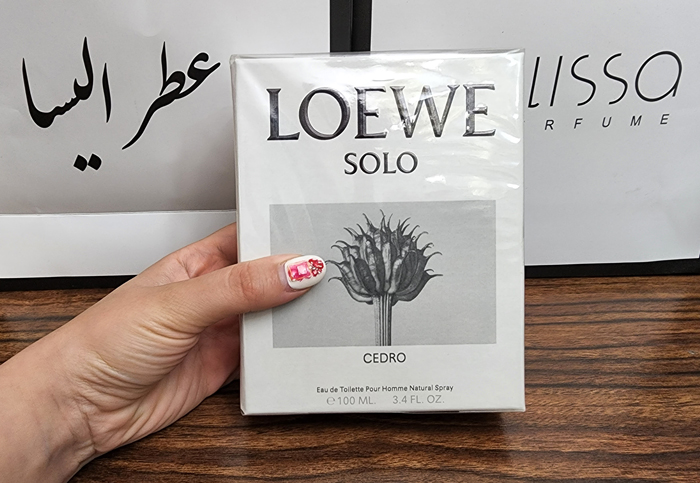 عطر اليسا
lissa
RFUME
LOEWE
SOLO
CEDRO
Eau de Toilette Pour Homme Natural Spray
℮100 ML. 3.4 FL. OZ.